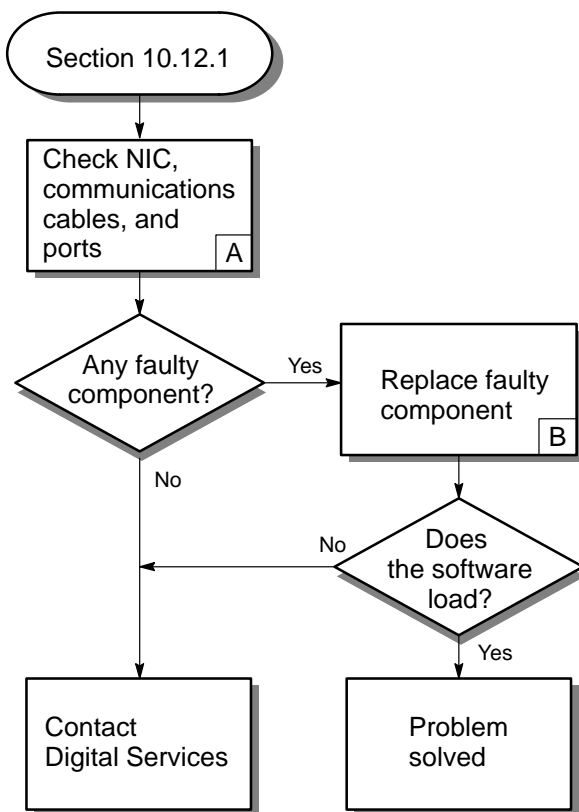 Section 10.12.1
Check NIC,
communications
cables, and
ports
A
Any faulty
component?
Yes
No
Replace faulty
component
B
Does
the software
load?
No
Yes
Contact
Digital Services
Problem
solved